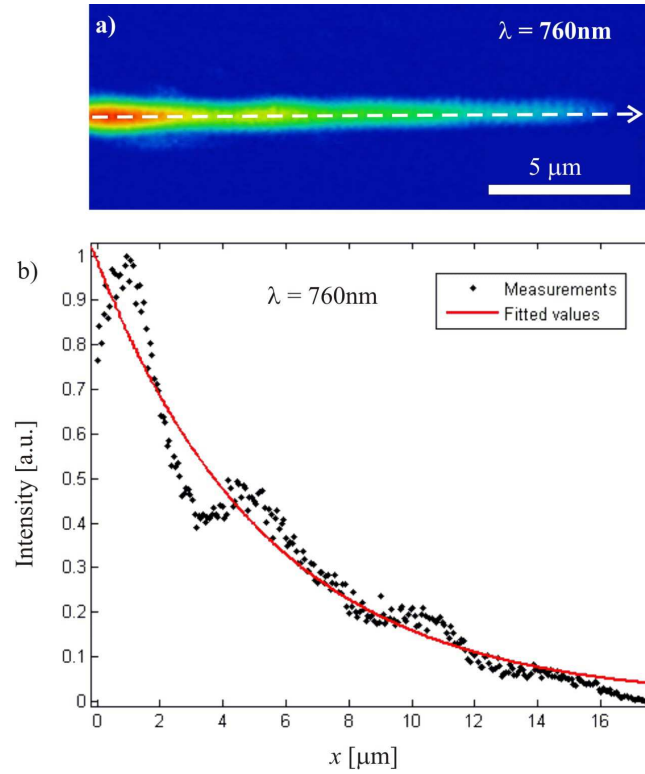 a)
λ = 760nm
5 μm
b)
λ = 760nm
Measurements
Fitted values
Intensity [a.u.]
1
0.9
0.8
0.7
0.6
0.5
0.4
0.3
0.2
0.1
0
0 2 4 6 8 10 12 14 16
x [μm]